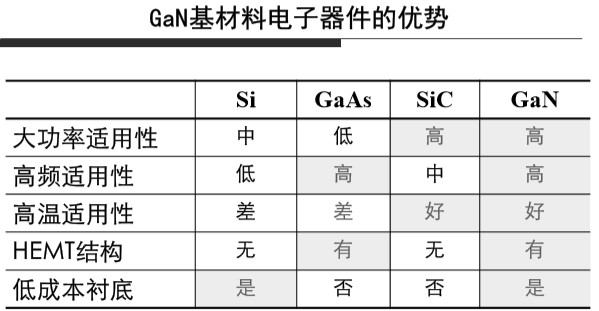 GaN基材料电子器件的优势
Si GaAs SiC GaN
大功率适用性 中 低 高 高
高频适用性 低 高 中 高
高温适用性 差 差 好 好
HEMT结构 无 有 无 有
低成本衬底 是 否 否 是